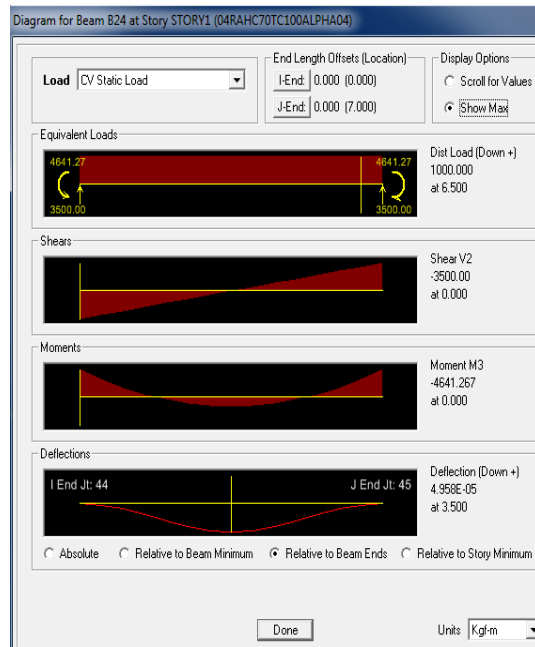 Diagram for Beam B24 at Story STORY1 (04RAHC70TC100ALPHA04)
Load CV Static Load
End Length Offsets (Location)
I-End: 0.000 (0.000)
J-End: 0.000 (7.000)
Display Options
Scroll for Values
Show Max
Equivalent Loads
4641.27 4641.27
3500.00 3500.00
Dist Load (Down +)
1000.000
at 6.500
Shears
Shear V2
-3500.00
at 0.000
Moments
Moment M3
-4641.267
at 0.000
Deflections
I End Jt: 44 J End Jt: 45
Deflection (Down +)
4.958E-05
at 3.500
Absolute Relative to Beam Minimum Relative to Beam Ends Relative to Story Minimum
Done Units Kgf-m